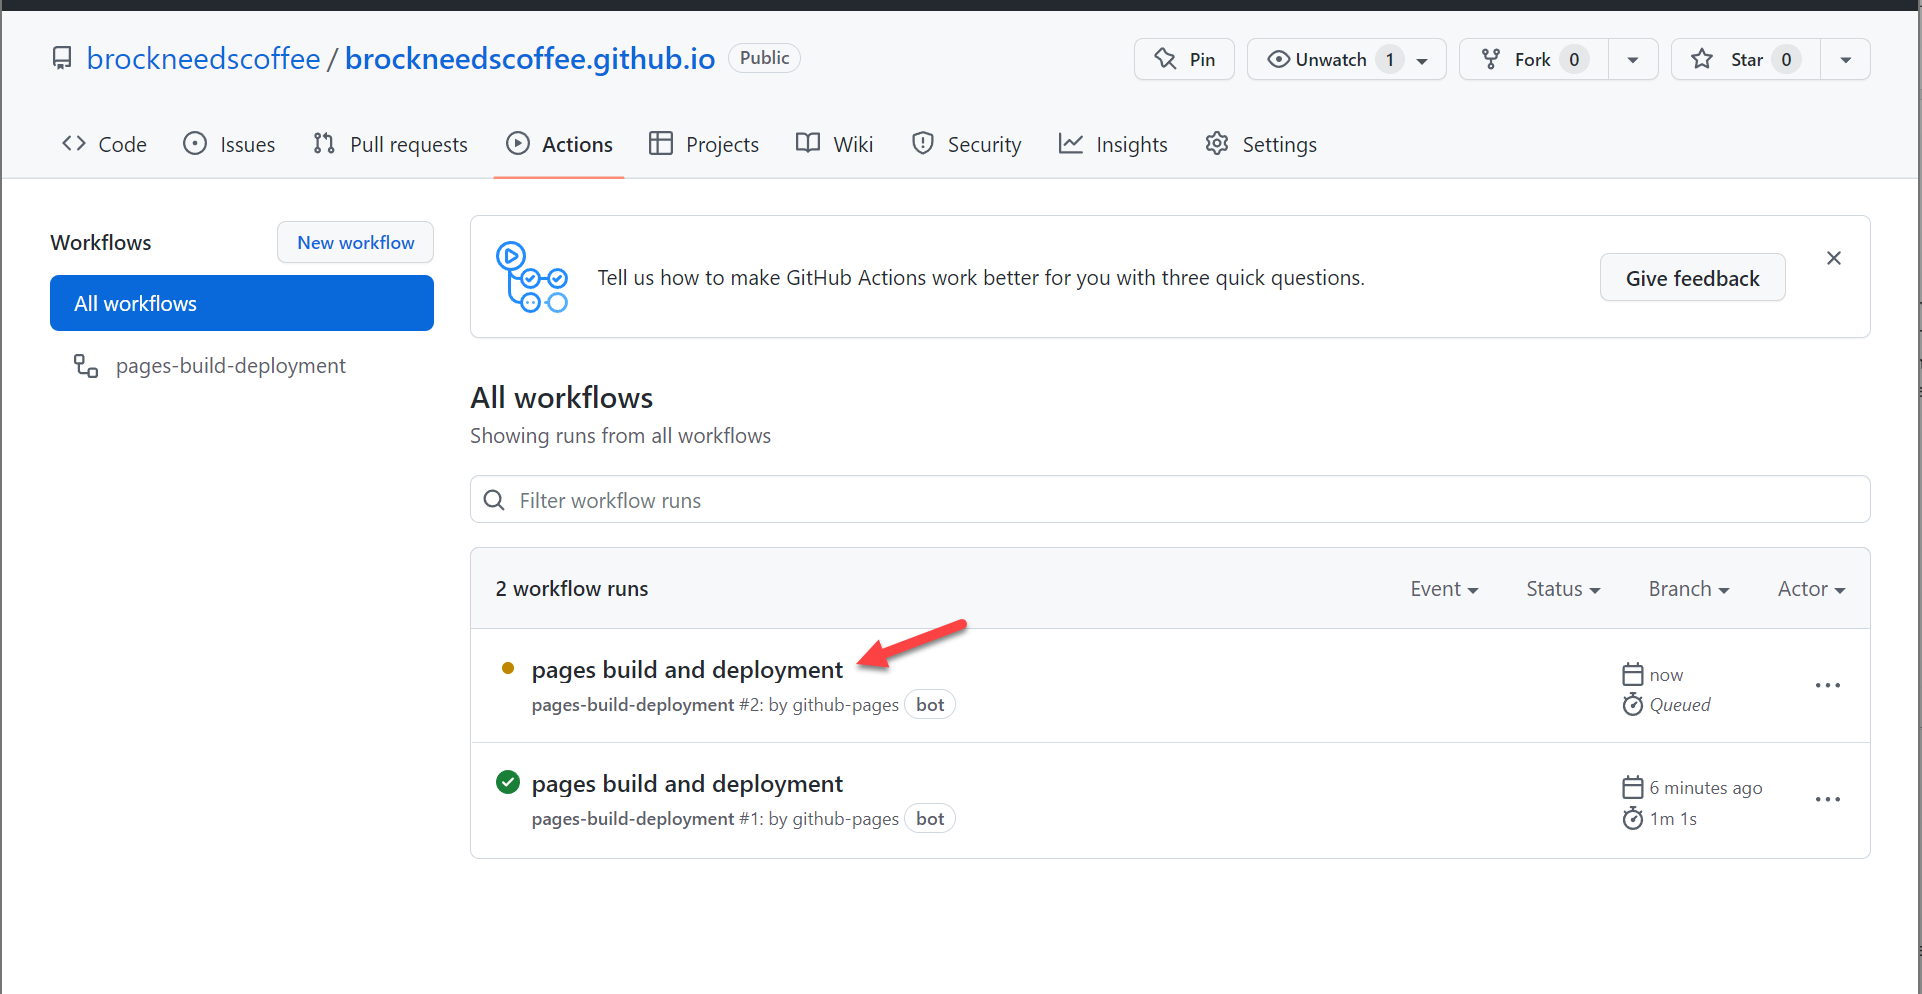 brockneedscoffee / brockneedscoffee.github.io Public
Pin Unwatch 1 Fork 0 Star 0
Code Issues Pull requests Actions Projects Wiki Security Insights Settings
Workflows New workflow
All workflows
pages-build-deployment
Tell us how to make GitHub Actions work better for you with three quick questions. Give feedback
All workflows
Showing runs from all workflows
Filter workflow runs
2 workflow runs Event Status Branch Actor
pages build and deployment
pages-build-deployment #2: by github-pages bot
now
Queued
pages build and deployment
pages-build-deployment #1: by github-pages bot
6 minutes ago
1m 1s